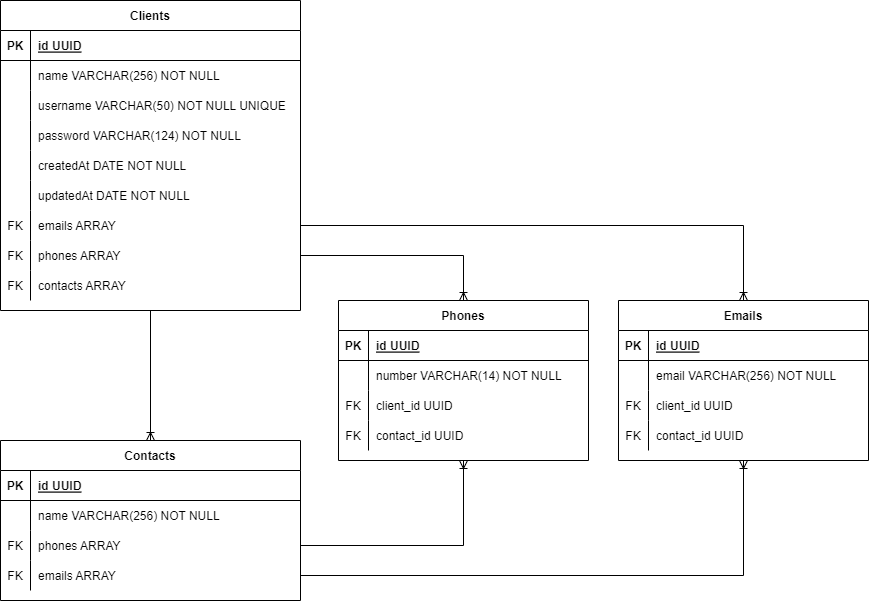 Clients
PK id UUID
name VARCHAR(256) NOT NULL
username VARCHAR(50) NOT NULL UNIQUE
password VARCHAR(124) NOT NULL
createdAt DATE NOT NULL
updatedAt DATE NOT NULL
FK emails ARRAY
FK phones ARRAY
FK contacts ARRAY
Phones
PK id UUID
number VARCHAR(14) NOT NULL
FK client_id UUID
FK contact_id UUID
Emails
PK id UUID
email VARCHAR(256) NOT NULL
FK client_id UUID
FK contact_id UUID
Contacts
PK id UUID
name VARCHAR(256) NOT NULL
FK phones ARRAY
FK emails ARRAY